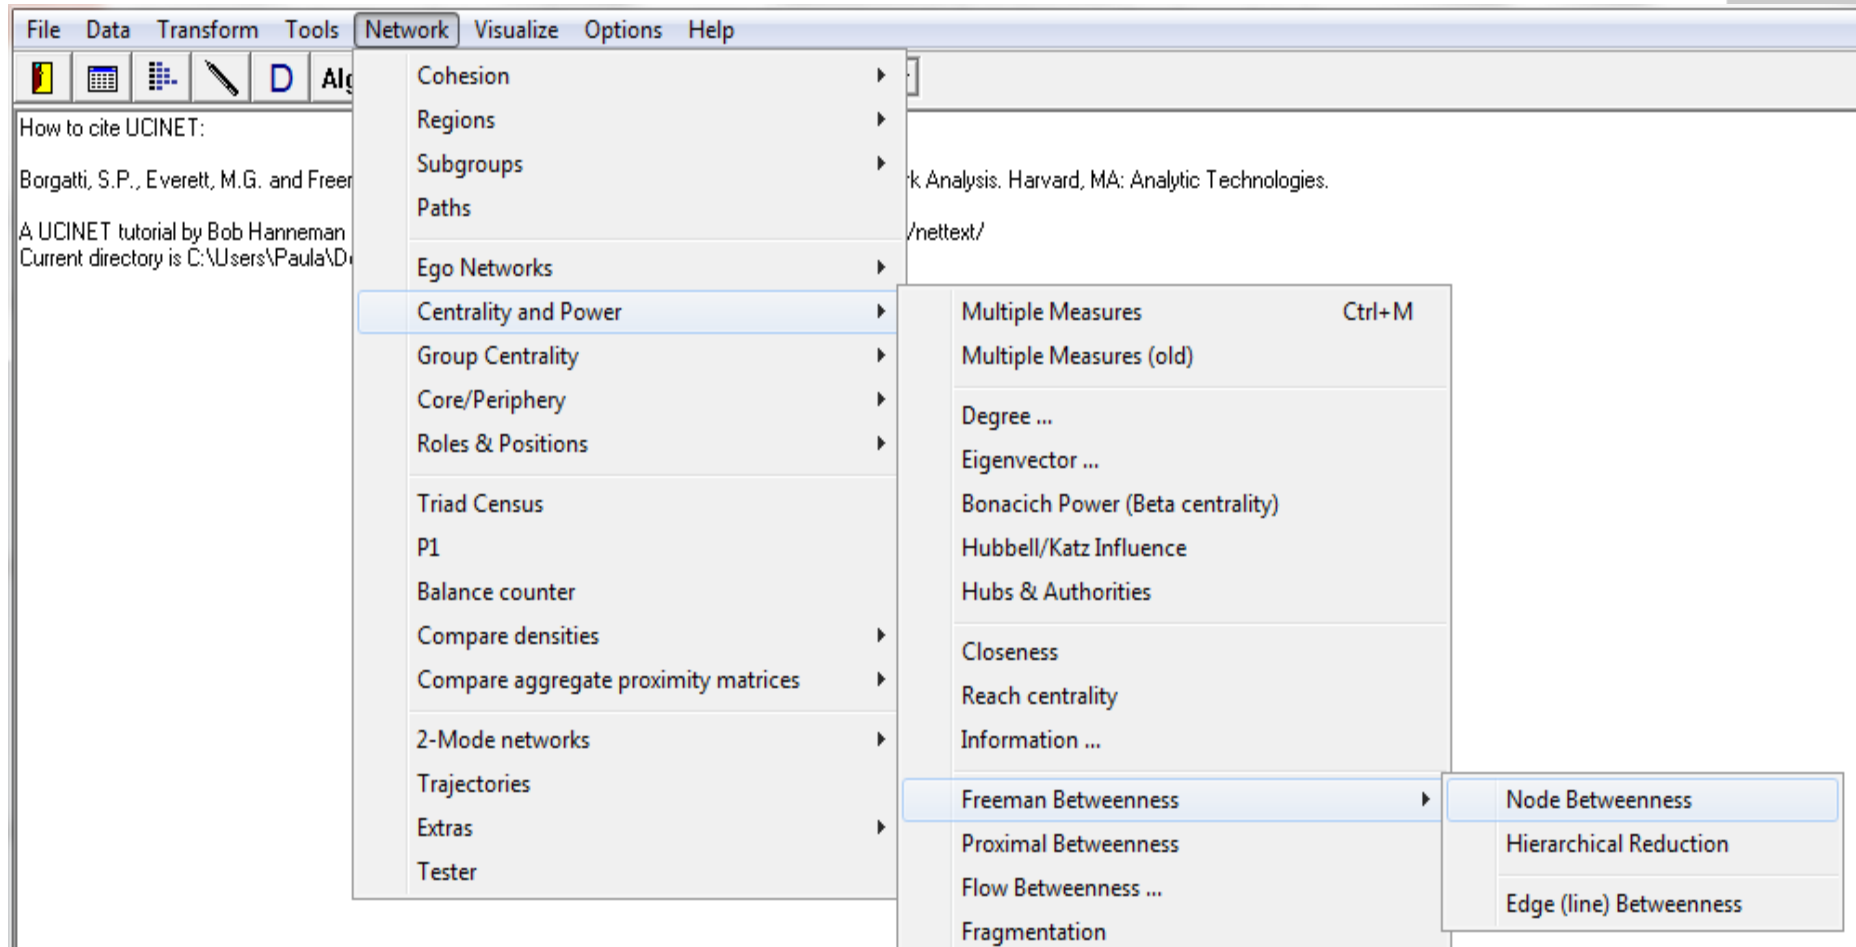 File Data Transform Tools Network Visualize Options Help
D
How to cite UCINET:
Borgatti, S.P., Everett, M.G. and
Analysis. Harvard, MA: Analytic Technologies.
A UCINET tutorial by Bob Hanneman
/nettext/
Current directory is C:\Users\Paula\
Cohesion
Regions
Subgroups
Paths
Ego Networks
Centrality and Power
Group Centrality
Core/Periphery
Roles & Positions
Triad Census
P1
Balance counter
Compare densities
Compare aggregate proximity matrices
2-Mode networks
Trajectories
Extras
Tester
Multiple Measures Ctrl+M
Multiple Measures (old)
Degree ...
Eigenvector ...
Bonacich Power (Beta centrality)
Hubbell/Katz Influence
Hubs & Authorities
Closeness
Reach centrality
Information ...
Freeman Betweenness
Proximal Betweenness
Flow Betweenness ...
Fragmentation
Node Betweenness
Hierarchical Reduction
Edge (line) Betweenness